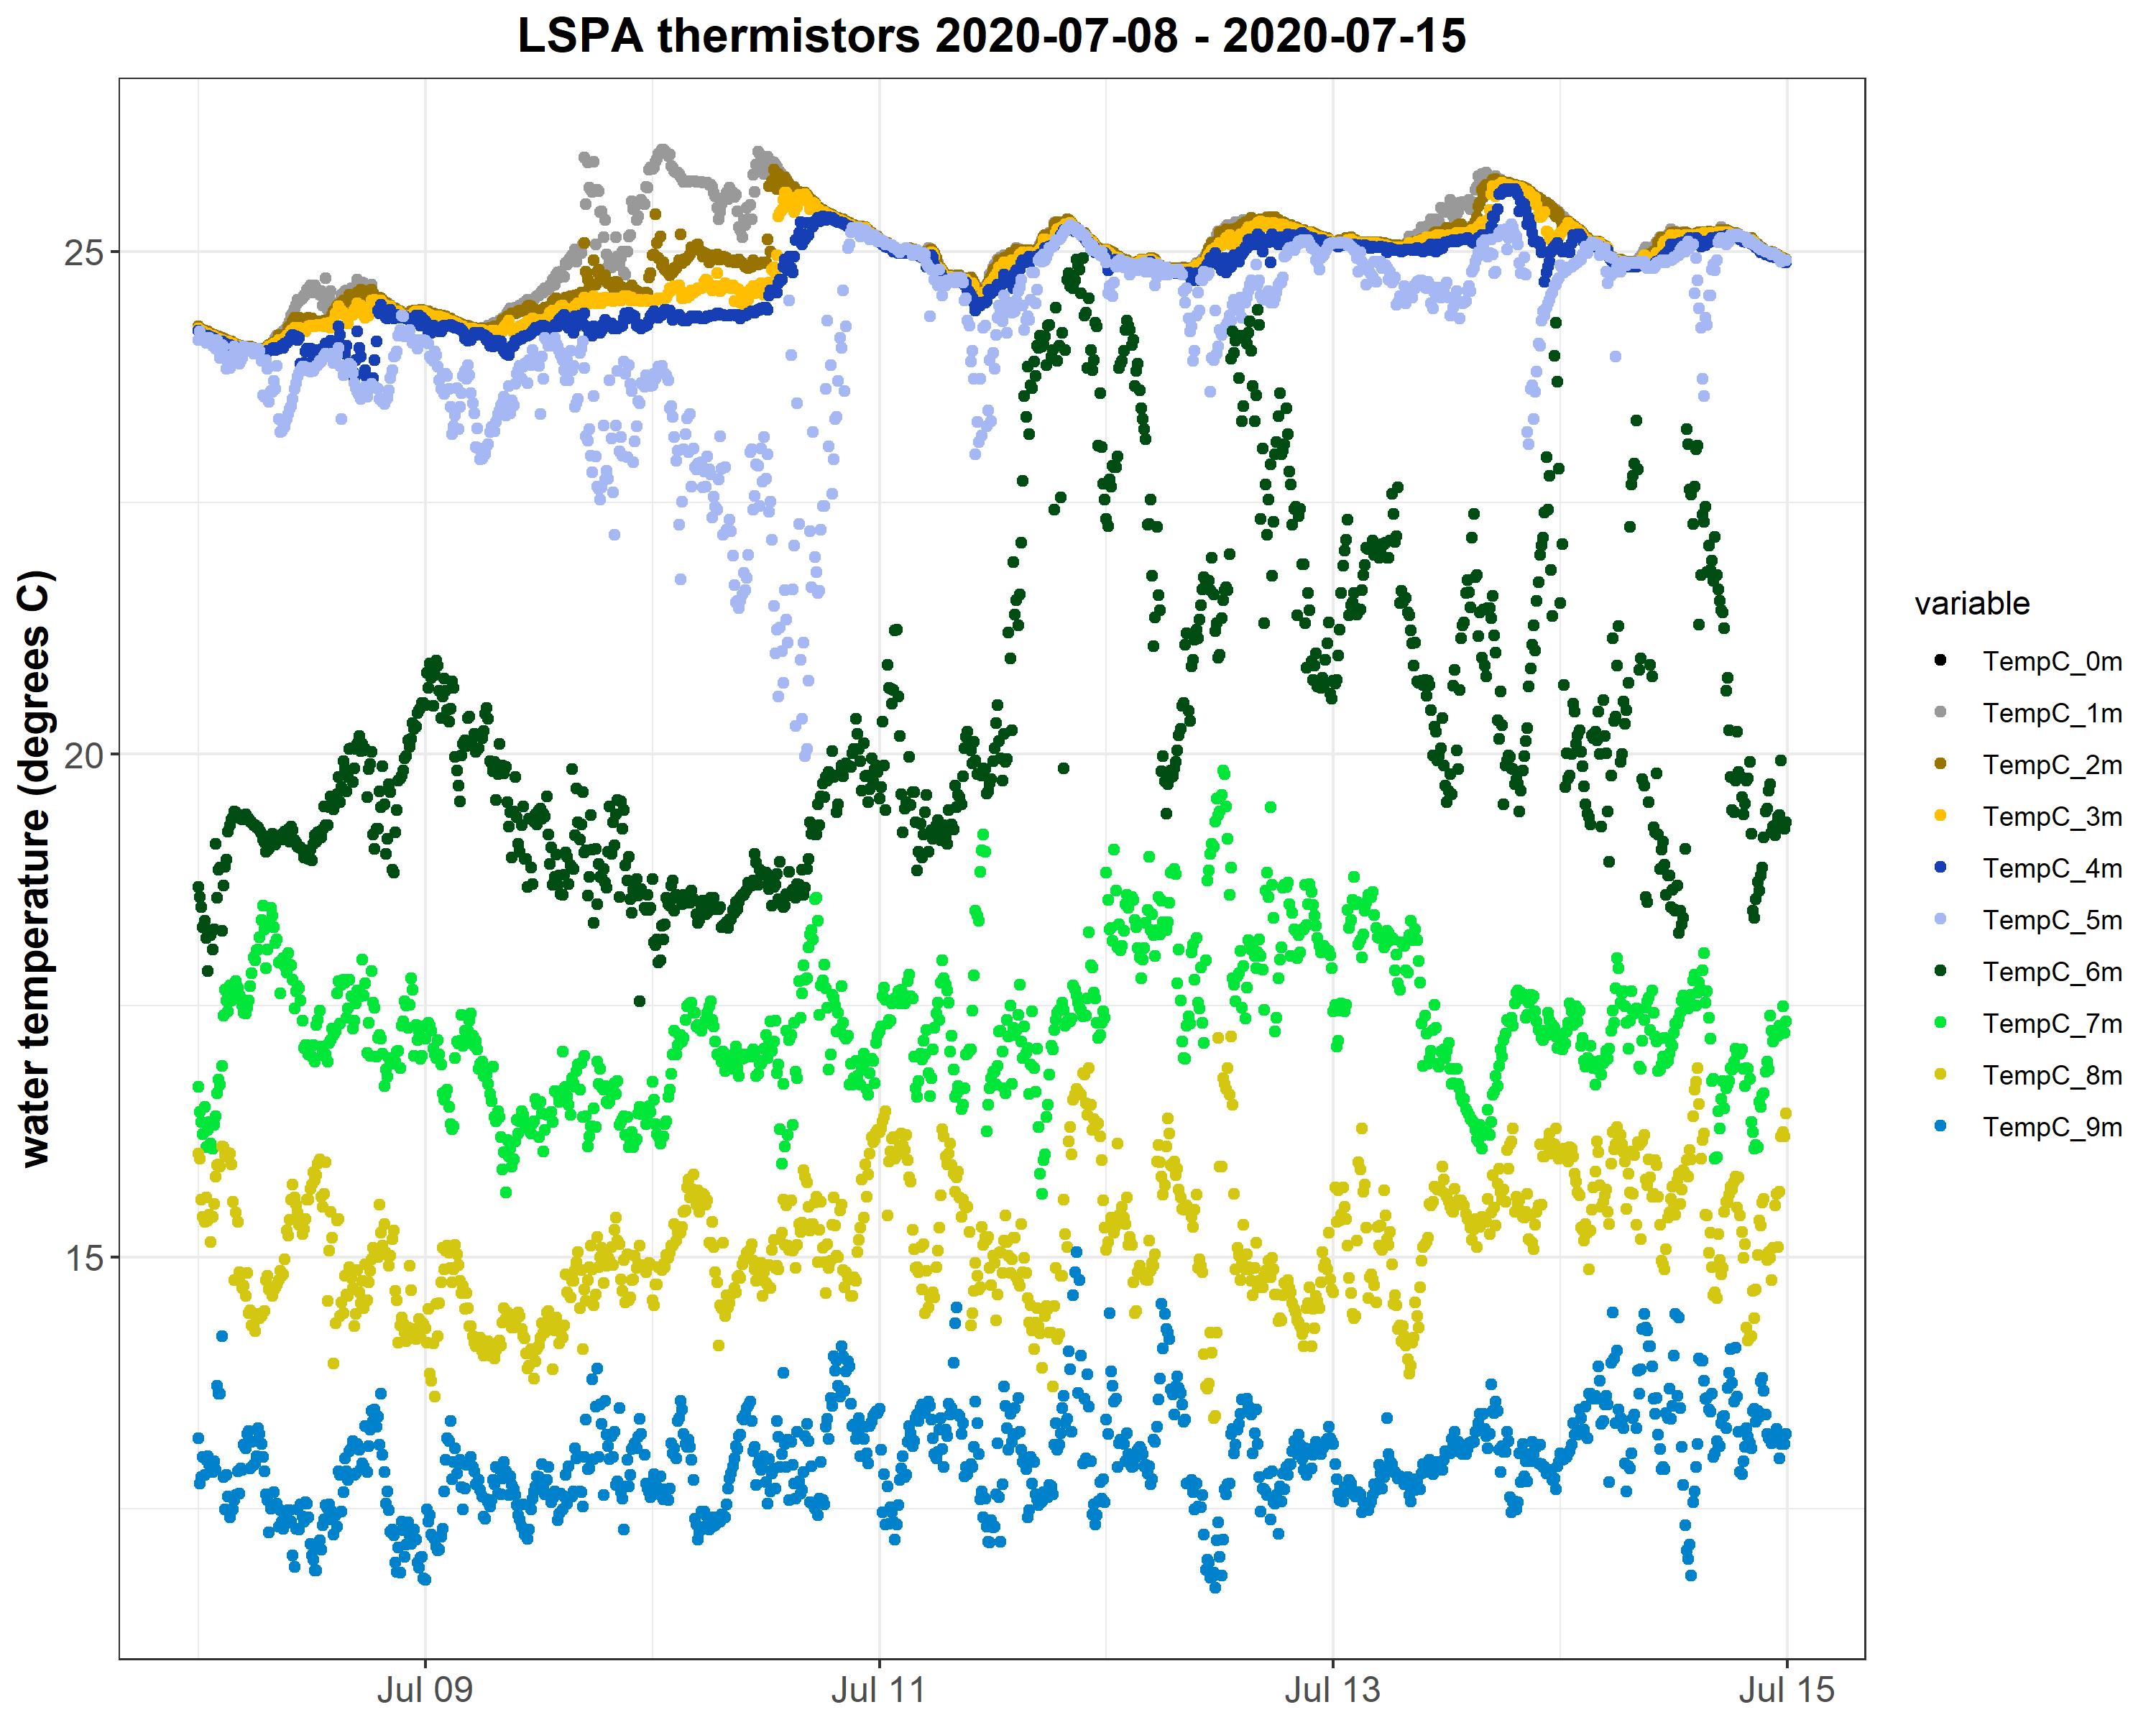 LSPA thermistors 2020-07-08 - 2020-07-15
water temperature (degrees C)
25
20
15
Jul 09
Jul 11
Jul 13
Jul 15
variable
TempC_0m
TempC_1m
TempC_2m
TempC_3m
TempC_4m
TempC_5m
TempC_6m
TempC_7m
TempC_8m
TempC_9m